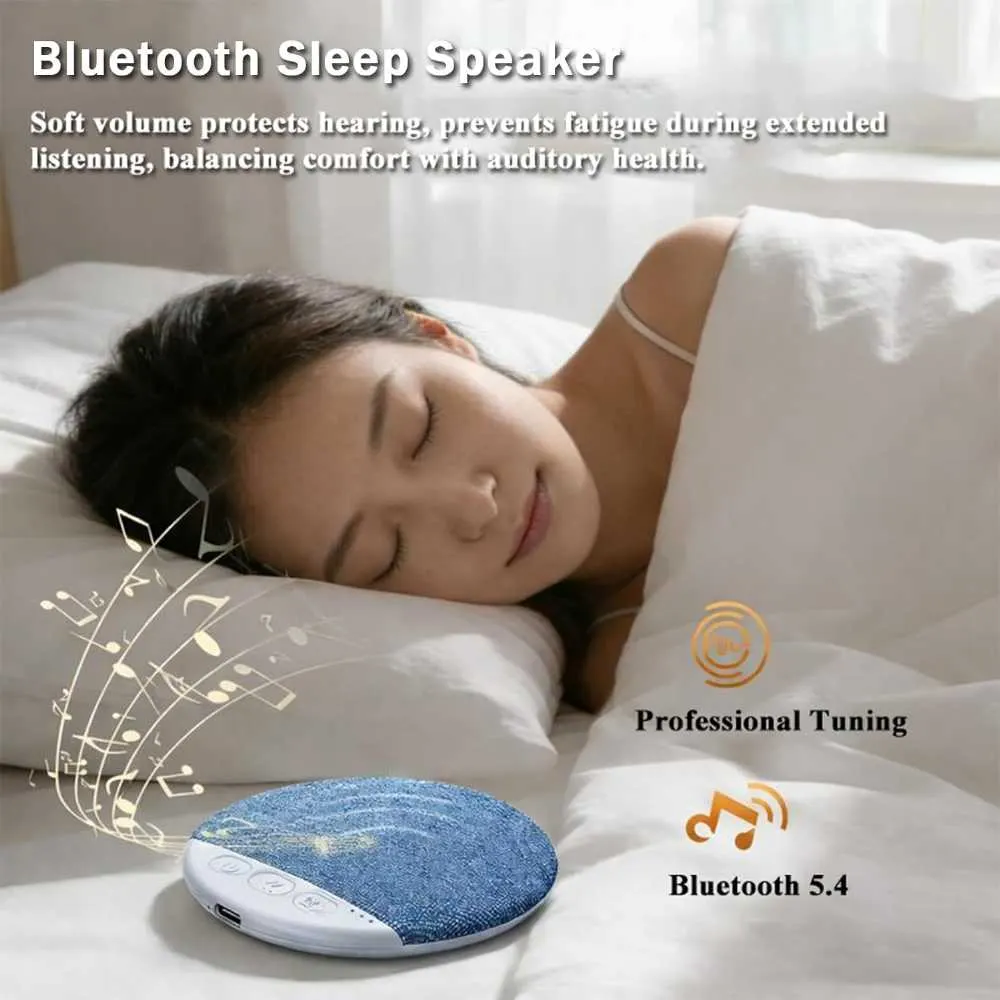 Bluetooth Sleep Speaker
Soft volume protects hearing, prevents fatigue during extended
listening, balancing comfort with auditory health.
Professional Tuning
Bluetooth 5.4